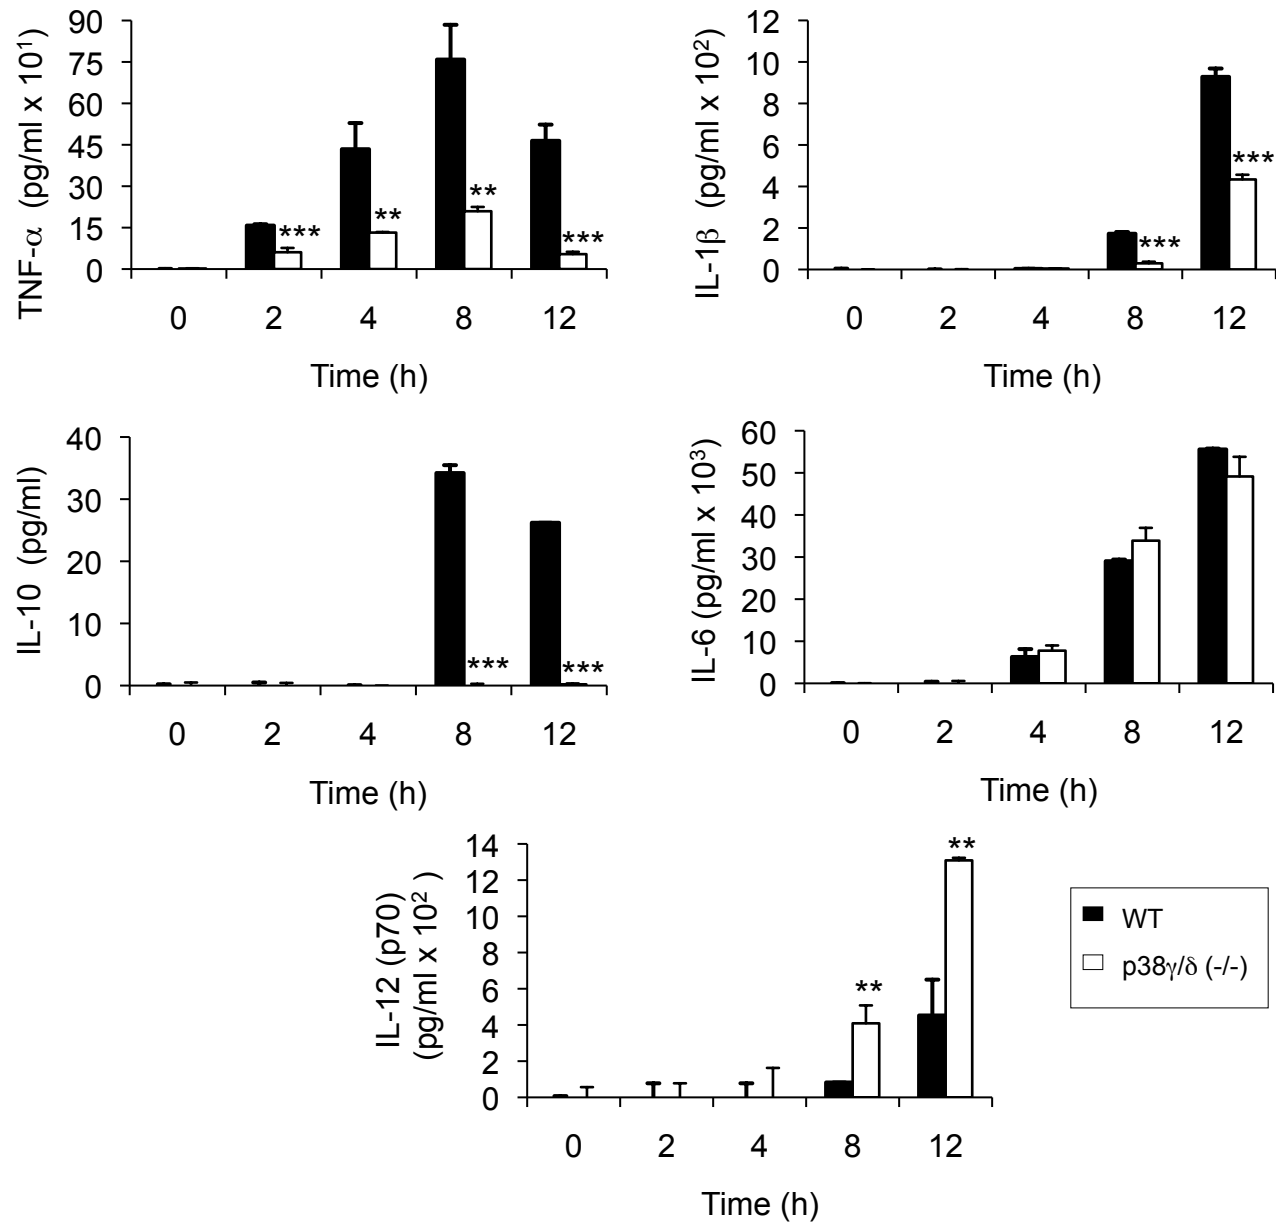 TNF-α (pg/ml x 10¹)
90
75
60
45
30
15
0
***
**
**
***
0 2 4 8 12
Time (h)
IL-1β (pg/ml x 10²)
12
10
8
6
4
2
0
***
***
0 2 4 8 12
Time (h)
IL-10 (pg/ml)
40
30
20
10
0
***
***
0 2 4 8 12
Time (h)
IL-6 (pg/ml x 10³)
60
50
40
30
20
10
0
0 2 4 8 12
Time (h)
IL-12 (p70)
(pg/ml x 10²)
14
12
10
8
6
4
2
0
**
**
0 2 4 8 12
Time (h)
WT
p38γ/δ (-/-)